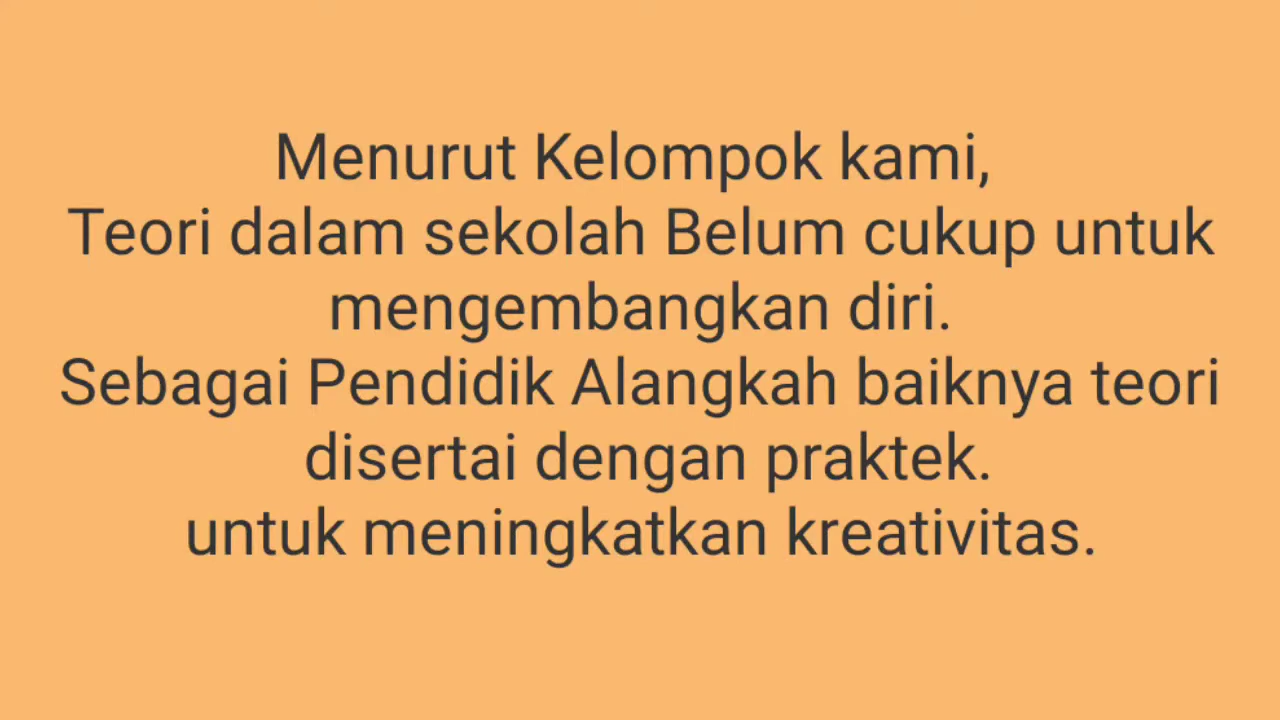 Menurut Kelompok kami,
Teori dalam sekolah Belum cukup untuk
mengembangkan diri.
Sebagai Pendidik Alangkah baiknya teori
disertai dengan praktek.
untuk meningkatkan kreativitas.